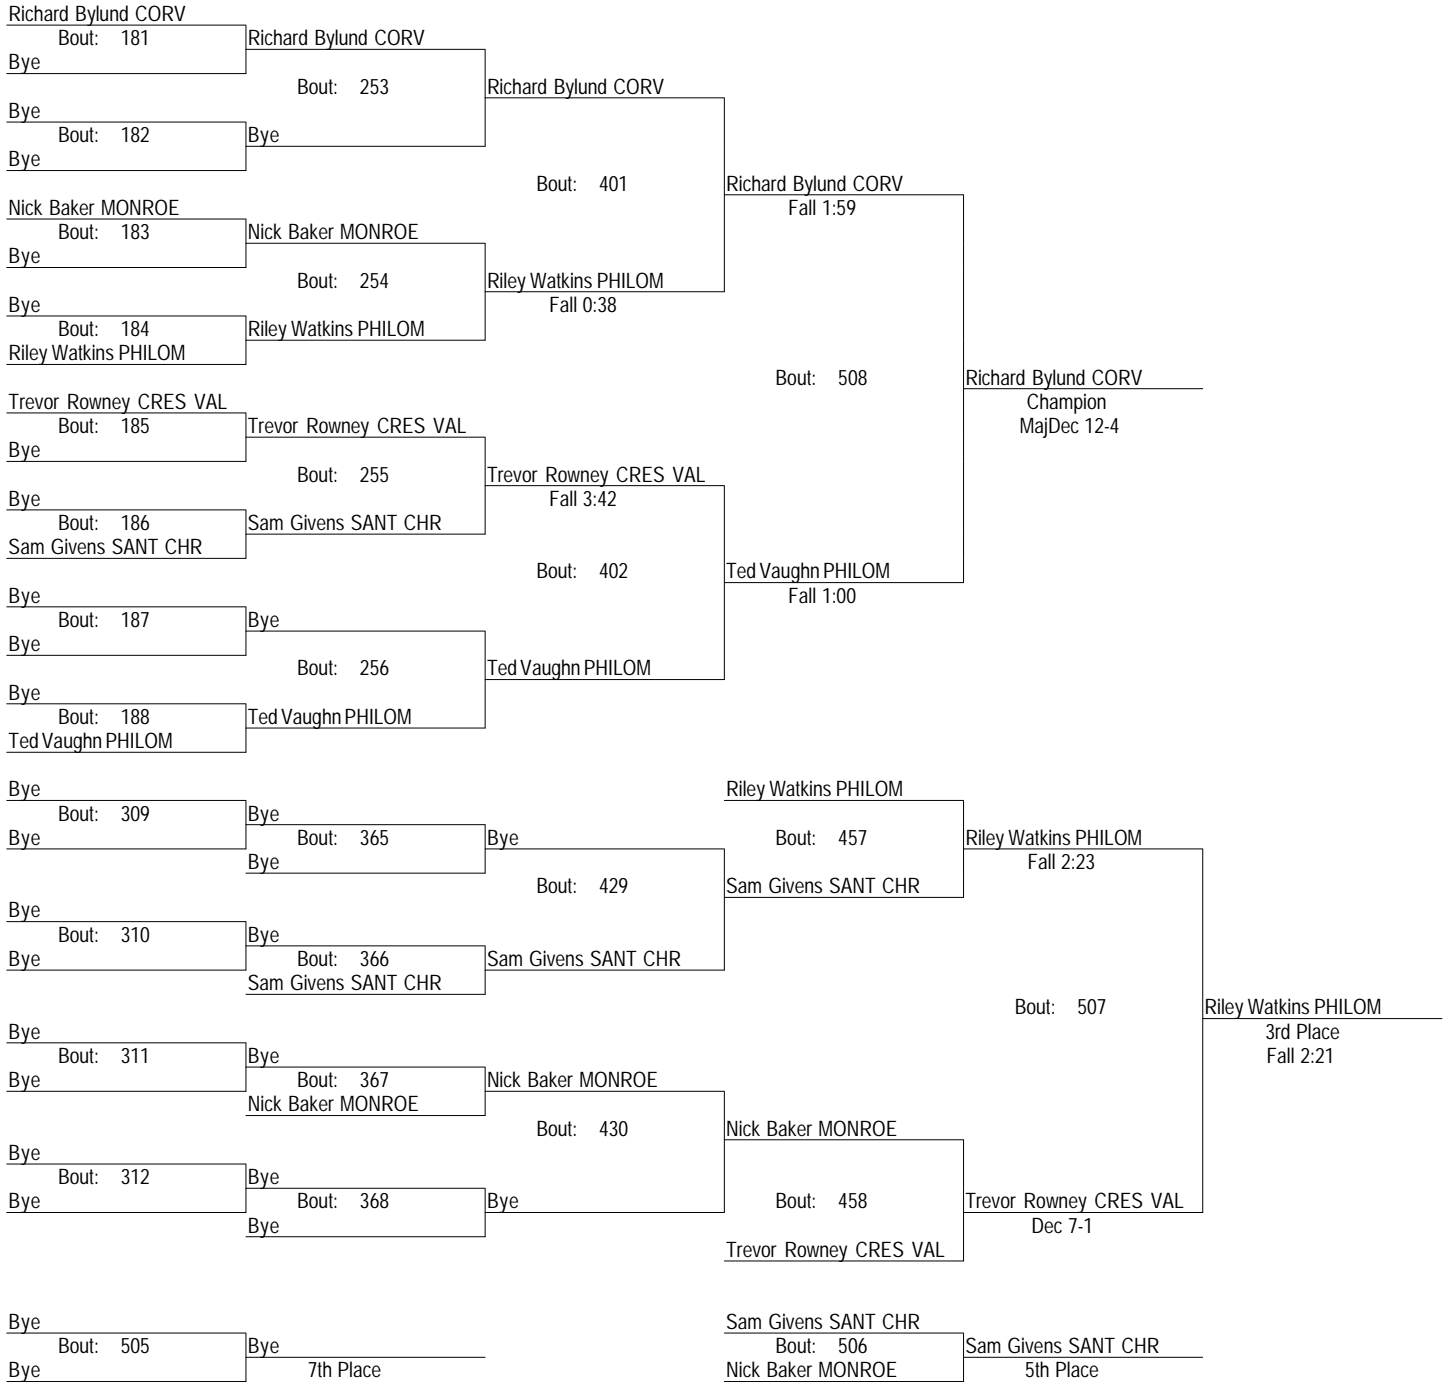 Richard Bylund CORV
Bout: 181 Richard Bylund CORV
Bye
Bout: 253 Richard Bylund CORV
Bye
Bout: 182 Bye
Bye
Bout: 401 Richard Bylund CORV
Nick Baker MONROE Fall 1:59
Bout: 183 Nick Baker MONROE
Bye
Bout: 254 Riley Watkins PHILOM
Bye Fall 0:38
Bout: 184 Riley Watkins PHILOM
Riley Watkins PHILOM
Bout: 508 Richard Bylund CORV
Trevor Rowney CRES VAL Champion
Bout: 185 Trevor Rowney CRES VAL MajDec 12-4
Bye
Bout: 255 Trevor Rowney CRES VAL
Bye Fall 3:42
Bout: 186 Sam Givens SANT CHR
Sam Givens SANT CHR
Bout: 402 Ted Vaughn PHILOM
Bye Fall 1:00
Bout: 187 Bye
Bye
Bout: 256 Ted Vaughn PHILOM
Bye
Bout: 188 Ted Vaughn PHILOM
Ted Vaughn PHILOM
Bye Riley Watkins PHILOM
Bout: 309 Bye
Bye Bout: 365 Bye Bout: 457 Riley Watkins PHILOM
Bye Fall 2:23
Bout: 429 Sam Givens SANT CHR
Bye
Bout: 310 Bye
Bye Bout: 366 Sam Givens SANT CHR
Sam Givens SANT CHR
Bout: 507 Riley Watkins PHILOM
Bye 3rd Place
Bout: 311 Bye Fall 2:21
Bye Bout: 367 Nick Baker MONROE
Nick Baker MONROE
Bout: 430 Nick Baker MONROE
Bye
Bout: 312 Bye
Bye Bout: 368 Bye Bout: 458 Trevor Rowney CRES VAL
Bye Dec 7-1
Trevor Rowney CRES VAL
Bye Sam Givens SANT CHR
Bout: 505 Bye Bout: 506 Sam Givens SANT CHR
Bye 7th Place Nick Baker MONROE 5th Place